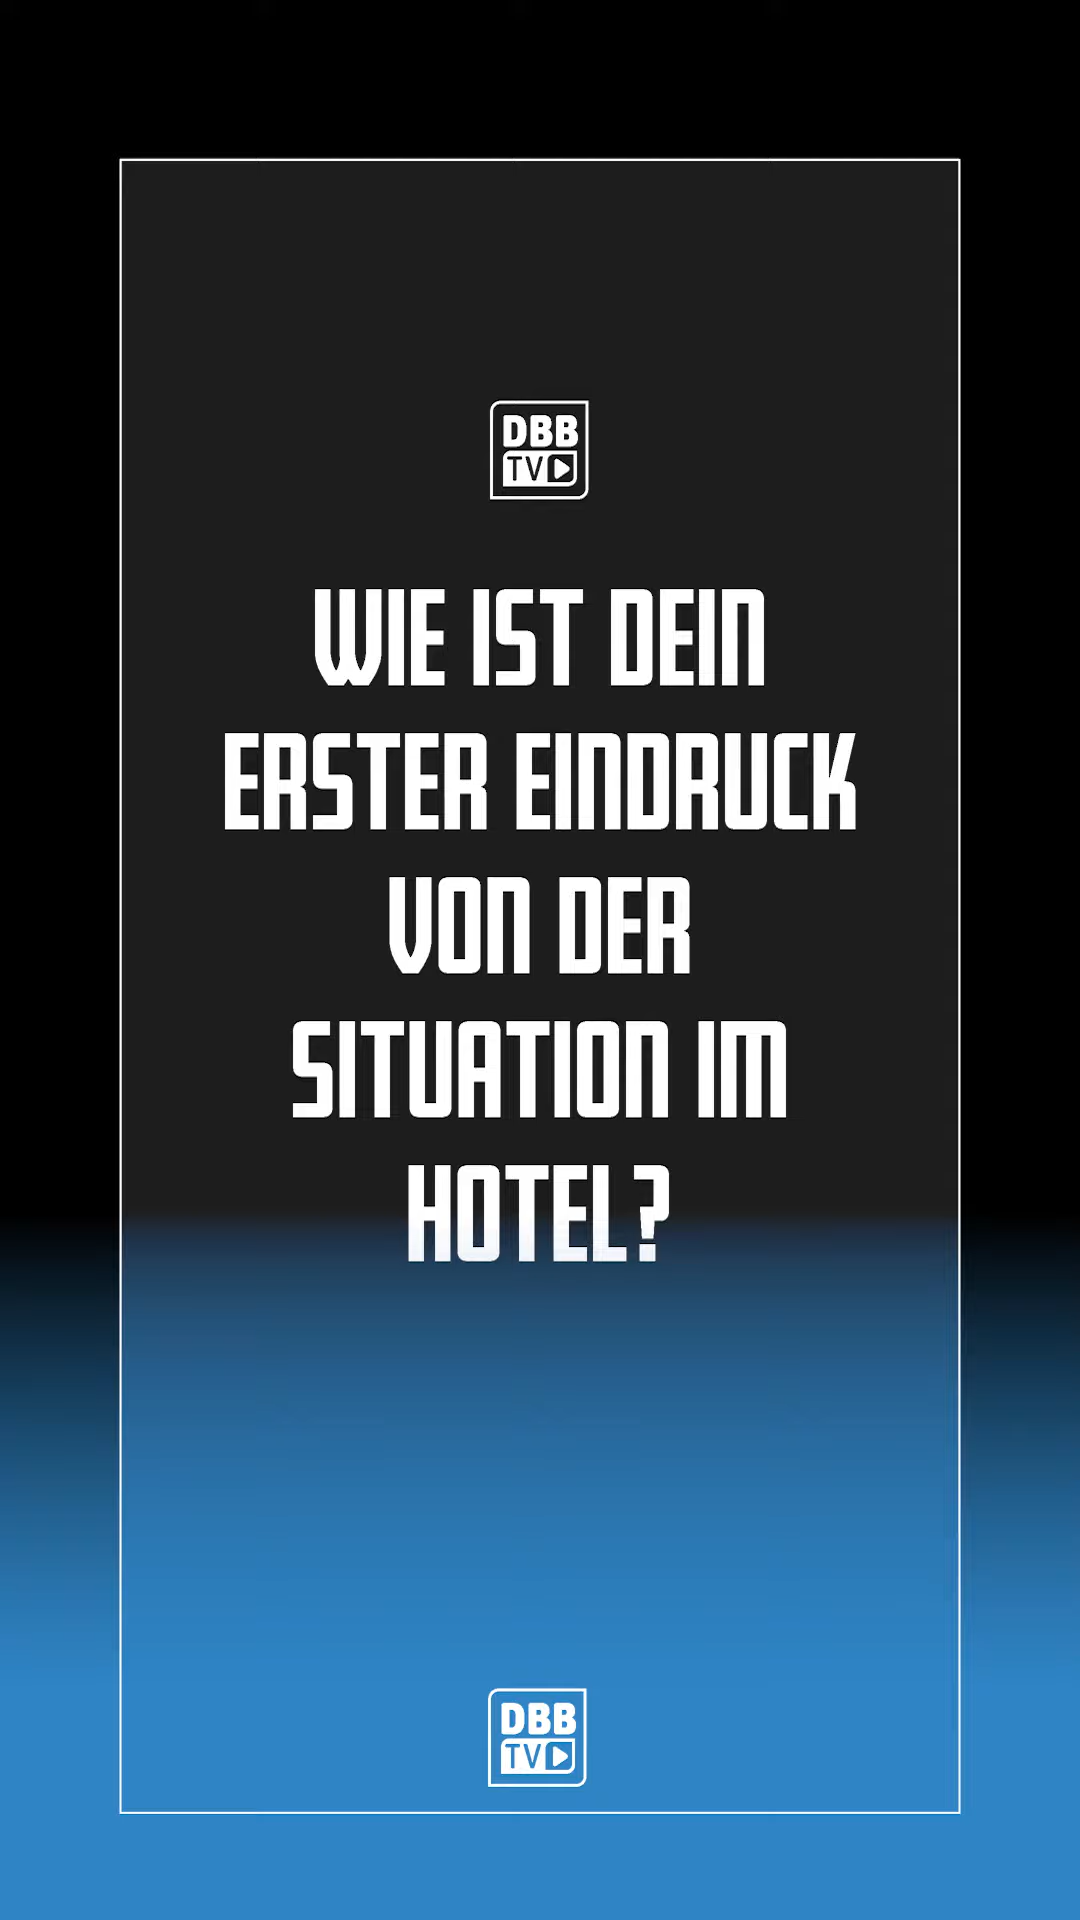 DBB
TV
WIE IST DEIN
ERSTER EINDRUCK
VON DER
SITUATION IM
HOTEL?
DBB
TV